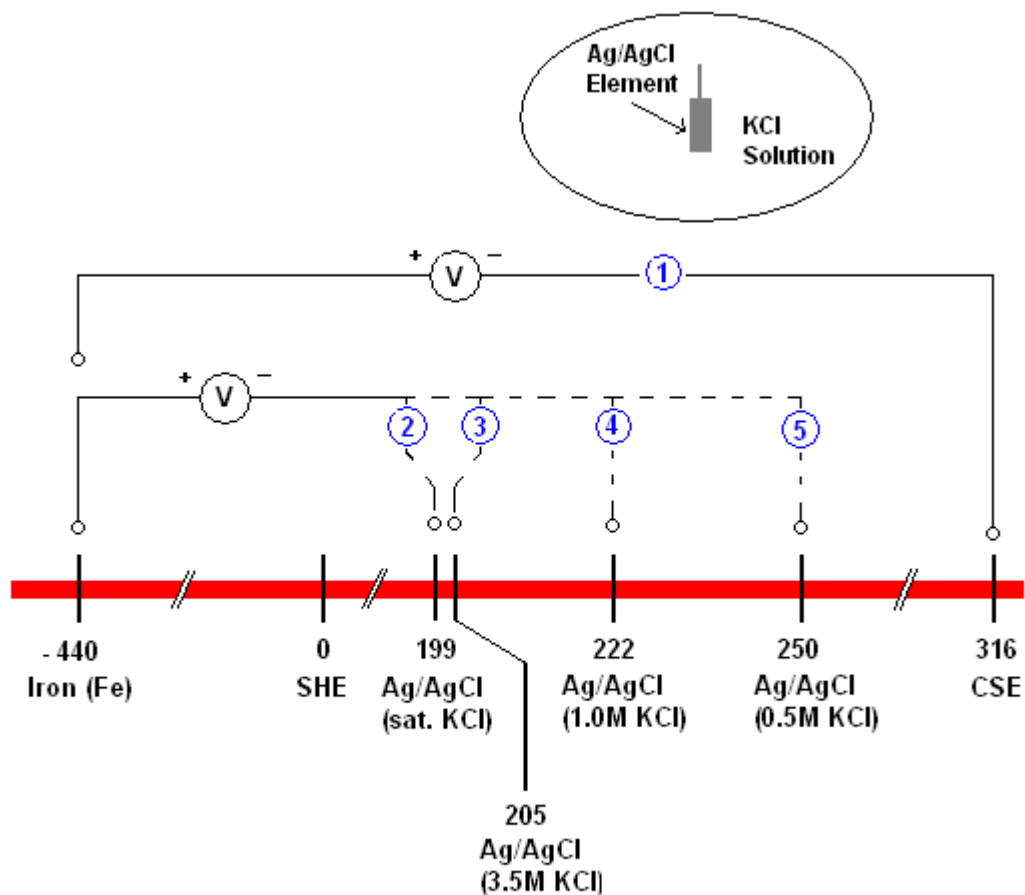 Ag/AgCl
Element
KCl
Solution
+ V −
1
+ V −
2 3 4 5
- 440
Iron (Fe)
0
SHE
199
Ag/AgCl
(sat. KCl)
222
Ag/AgCl
(1.0M KCl)
250
Ag/AgCl
(0.5M KCl)
316
CSE
205
Ag/AgCl
(3.5M KCl)